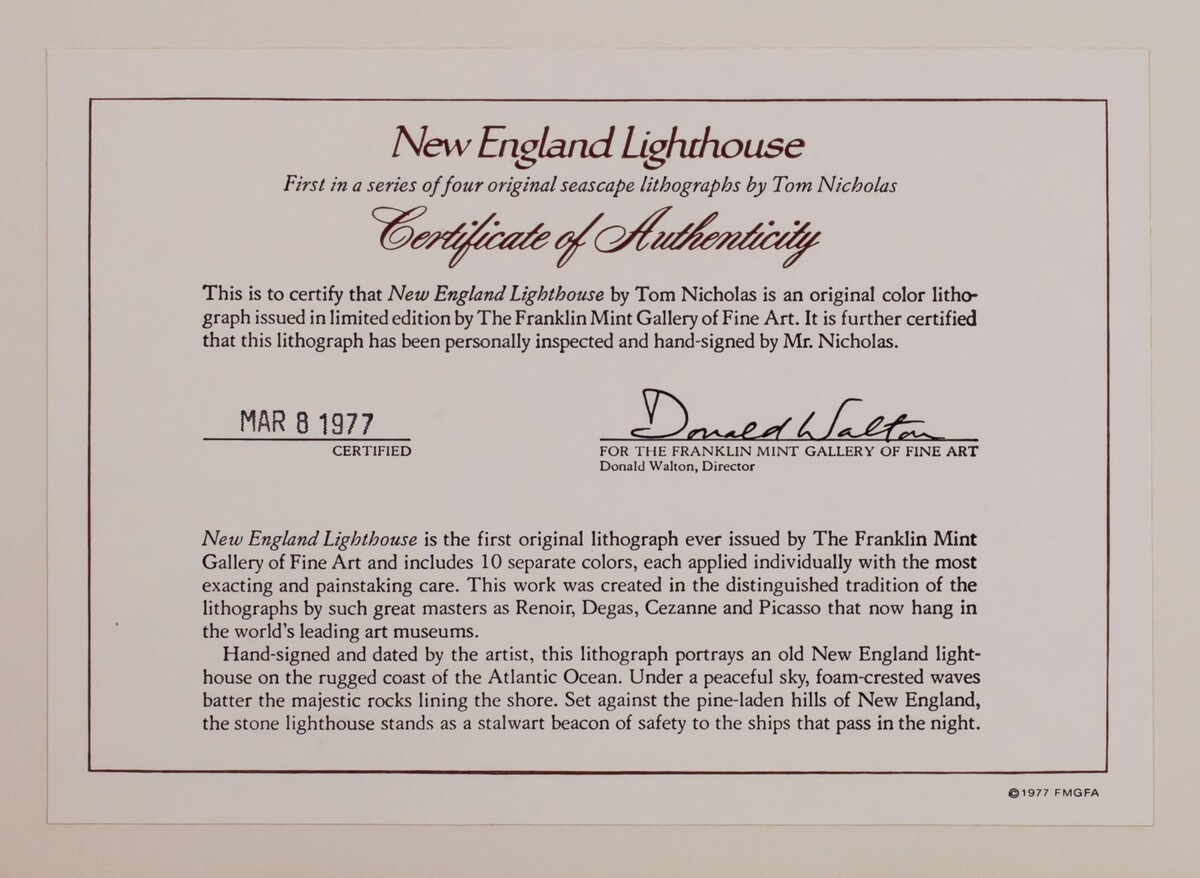 New England Lighthouse
First in a series of four original seascape lithographs by Tom Nicholas
Certificate of Authenticity
This is to certify that New England Lighthouse by Tom Nicholas is an original color litho-
graph issued in limited edition by The Franklin Mint Gallery of Fine Art. It is further certified
that this lithograph has been personally inspected and hand-signed by Mr. Nicholas.
MAR 8 1977
CERTIFIED
Donald Walton
FOR THE FRANKLIN MINT GALLERY OF FINE ART
Donald Walton, Director
New England Lighthouse is the first original lithograph ever issued by The Franklin Mint
Gallery of Fine Art and includes 10 separate colors, each applied individually with the most
exacting and painstaking care. This work was created in the distinguished tradition of the
lithographs by such great masters as Renoir, Degas, Cezanne and Picasso that now hang in
the world's leading art museums.
Hand-signed and dated by the artist, this lithograph portrays an old New England light-
house on the rugged coast of the Atlantic Ocean. Under a peaceful sky, foam-crested waves
batter the majestic rocks lining the shore. Set against the pine-laden hills of New England,
the stone lighthouse stands as a stalwart beacon of safety to the ships that pass in the night.
©1977 FMGFA